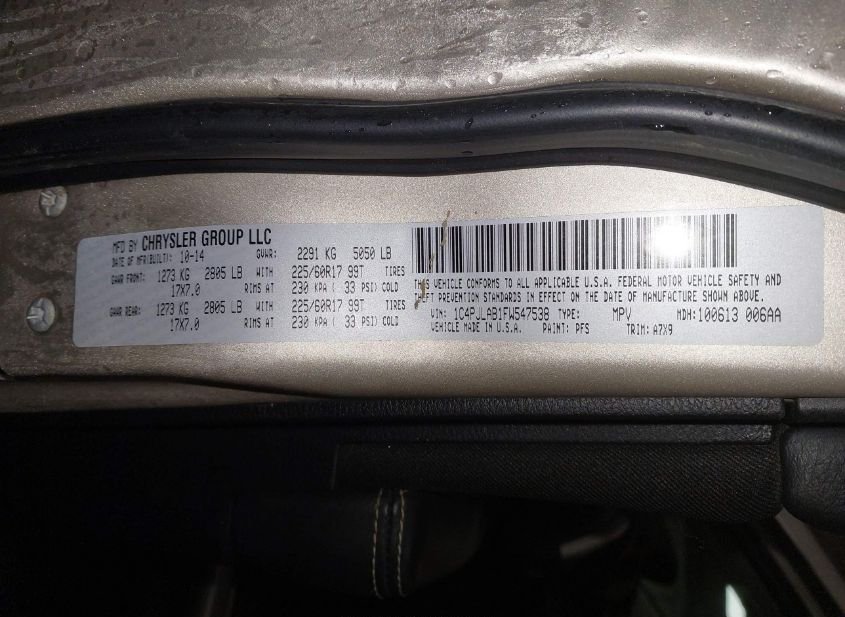 MFD BY CHRYSLER GROUP LLC
DATE OF MFR(BUILT): 10-14 GVWR: 2291 KG 5050 LB
GAWR FRONT: 1273 KG 2805 LB WITH 225/60R17 99T TIRES
17X7.0 RIMS AT 230 KPA ( 33 PSI) COLD
GAWR REAR: 1273 KG 2805 LB WITH 225/60R17 99T TIRES
17X7.0 RIMS AT 230 KPA ( 33 PSI) COLD
THIS VEHICLE CONFORMS TO ALL APPLICABLE U.S.A. FEDERAL MOTOR VEHICLE SAFETY AND
THEFT PREVENTION STANDARDS IN EFFECT ON THE DATE OF MANUFACTURE SHOWN ABOVE.
VIN: 1C4PJLAB1FW547538 TYPE: MPV MDH: 100613 006AA
VEHICLE MADE IN U.S.A. PAINT: PFS TRIM: A7X9